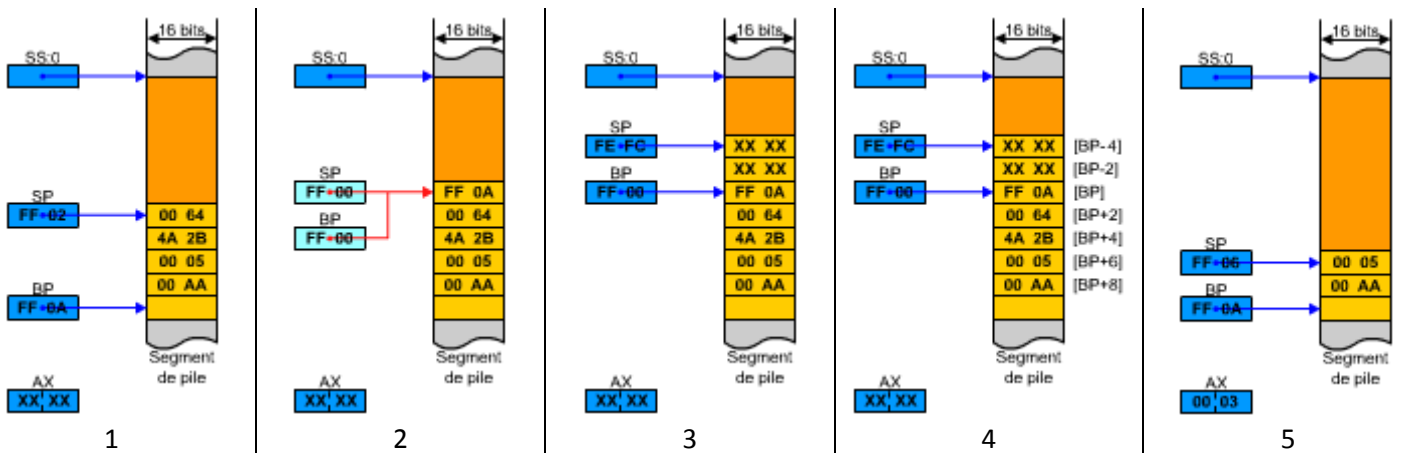 16 bits
SS:0
SP
FF 02
00 64
4A 2B
00 05
BP
FF 0A
00 AA
Segment
de pile
AX
XX XX
1
16 bits
SS:0
SP
FF 00
FF 0A
00 64
BP
FF 00
4A 2B
00 05
00 AA
Segment
de pile
AX
XX XX
2
16 bits
SS:0
SP
FE FC
XX XX
XX XX
BP
FF 00
FF 0A
00 64
4A 2B
00 05
00 AA
Segment
de pile
AX
XX XX
3
16 bits
SS:0
SP
FE FC
XX XX [BP-4]
XX XX [BP-2]
BP
FF 00
FF 0A [BP]
00 64 [BP+2]
4A 2B [BP+4]
00 05 [BP+6]
00 AA [BP+8]
Segment
de pile
AX
XX XX
4
16 bits
SS:0
SP
FF 06
00 05
00 AA
BP
FF 0A
Segment
de pile
AX
00 03
5